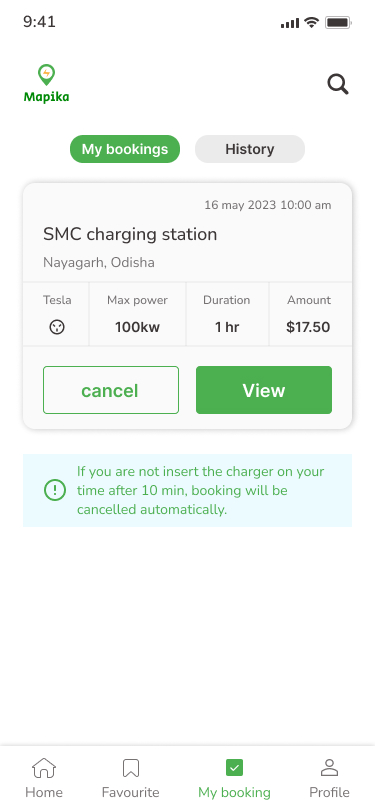 9:41
Mapika
My bookings
History
16 may 2023 10:00 am
SMC charging station
Nayagarh, Odisha
Tesla
Max power
Duration
Amount
100kw
1 hr
$17.50
cancel
View
If you are not insert the charger on your
time after 10 min, booking will be
cancelled automatically.
Home
Favourite
My booking
Profile